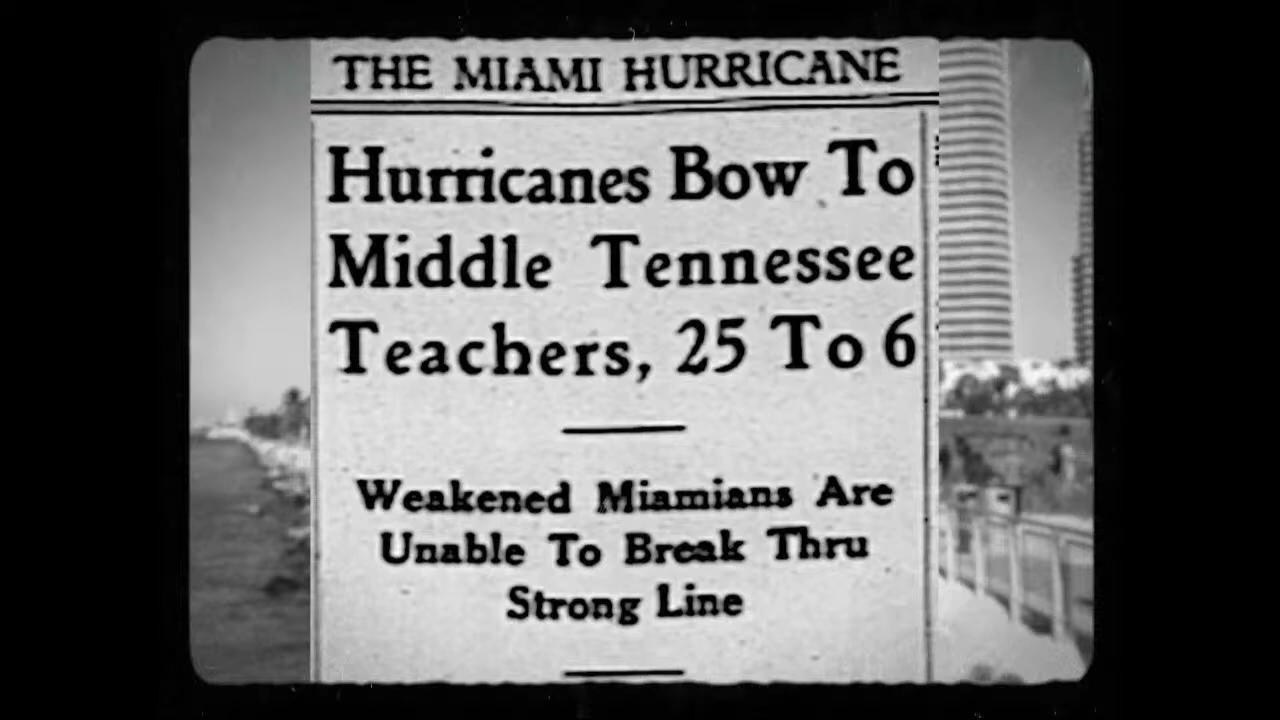 THE MIAMI HURRICANE
Hurricanes Bow To
Middle Tennessee
Teachers, 25 To 6
Weakened Miamians Are
Unable To Break Thru
Strong Line